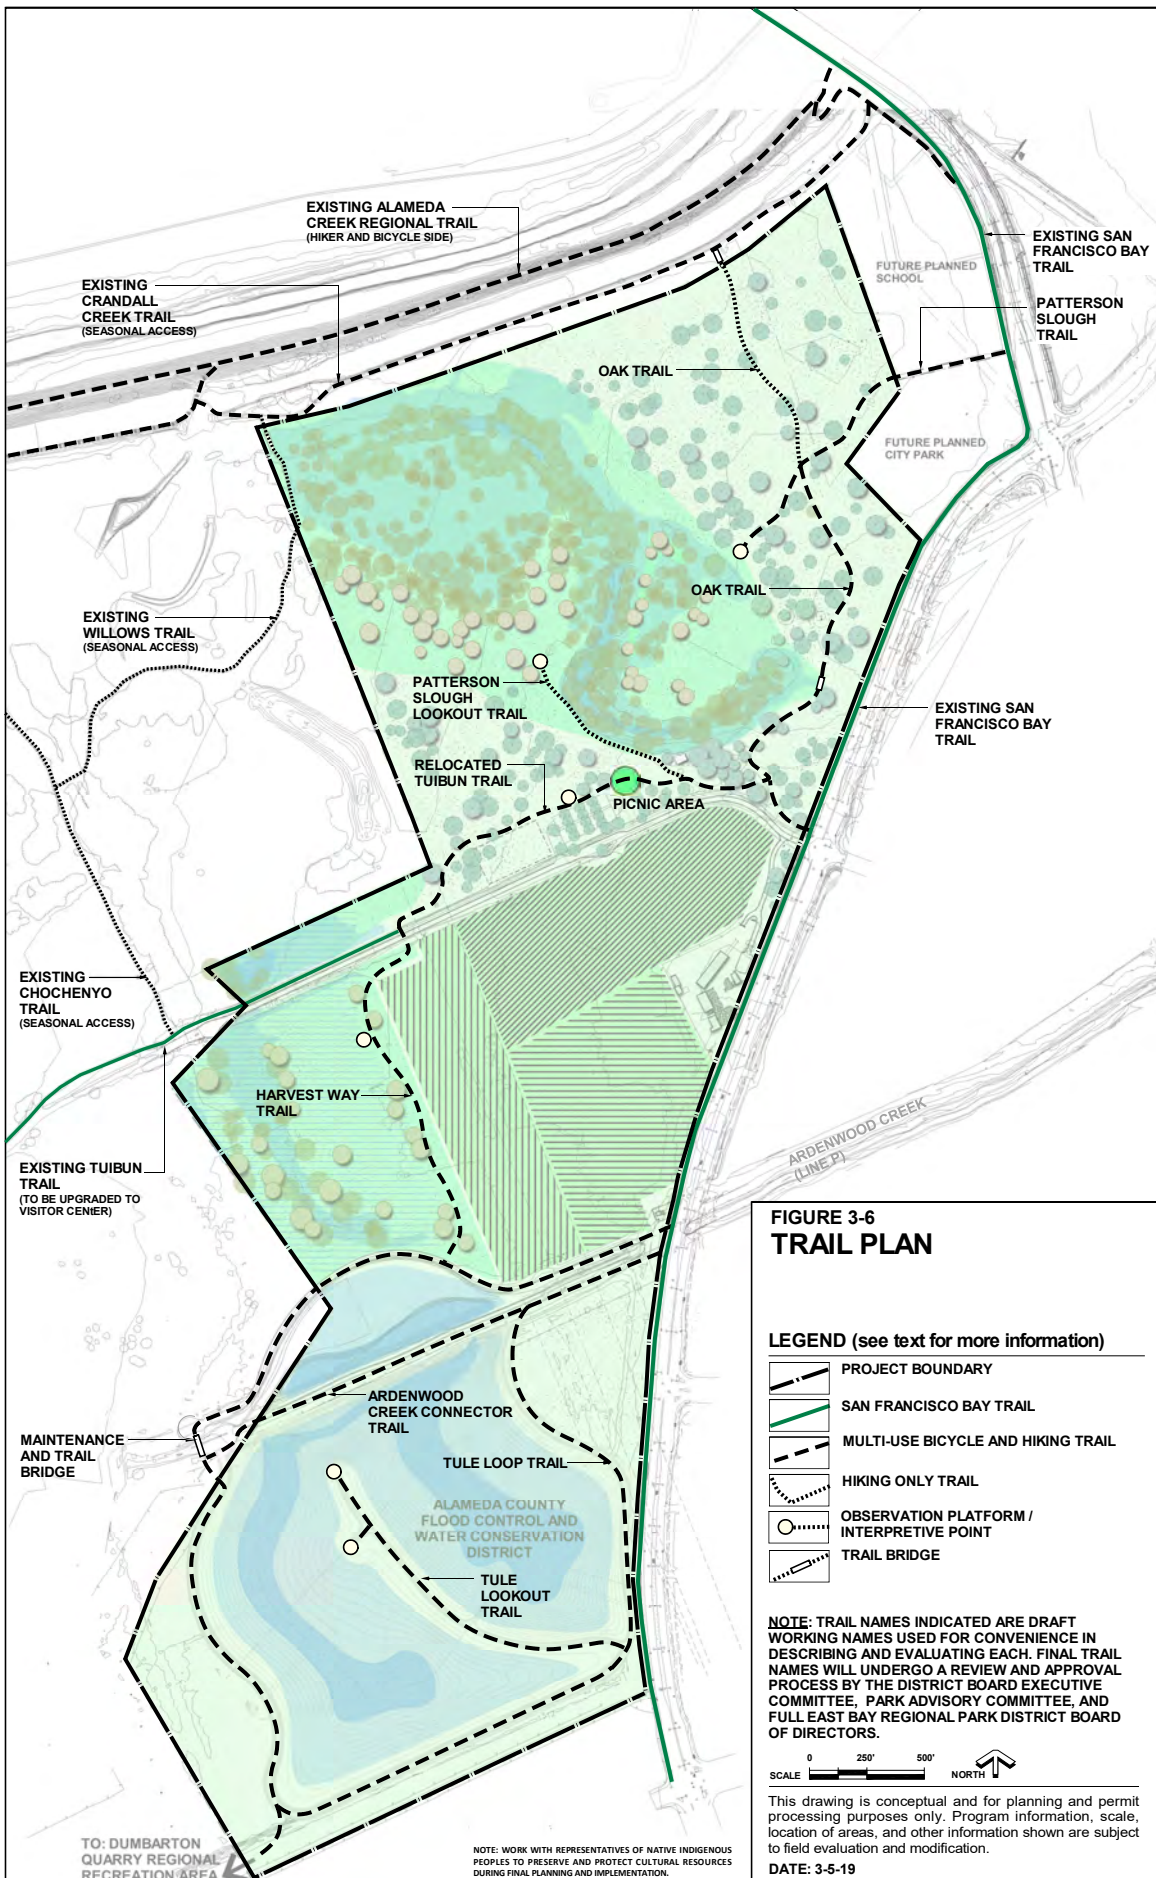 EXISTING ALAMEDA
CREEK REGIONAL TRAIL
(HIKER AND BICYCLE SIDE)
EXISTING SAN
FRANCISCO BAY
TRAIL
FUTURE PLANNED
SCHOOL
EXISTING
CRANDALL
CREEK TRAIL
(SEASONAL ACCESS)
PATTERSON
SLOUGH
TRAIL
OAK TRAIL
FUTURE PLANNED
CITY PARK
OAK TRAIL
EXISTING
WILLOWS TRAIL
(SEASONAL ACCESS)
PATTERSON
SLOUGH
LOOKOUT TRAIL
EXISTING SAN
FRANCISCO BAY
TRAIL
RELOCATED
TUIBUN TRAIL
PICNIC AREA
EXISTING
CHOCHENYO
TRAIL
(SEASONAL ACCESS)
HARVEST WAY
TRAIL
ARDENWOOD CREEK
(LINE P)
EXISTING TUIBUN
TRAIL
(TO BE UPGRADED TO
VISITOR CENTER)
ARDENWOOD
CREEK CONNECTOR
TRAIL
MAINTENANCE
AND TRAIL
BRIDGE
TULE LOOP TRAIL
ALAMEDA COUNTY
FLOOD CONTROL AND
WATER CONSERVATION
DISTRICT
TULE
LOOKOUT
TRAIL
TO: DUMBARTON
QUARRY REGIONAL
RECREATION AREA
NOTE: WORK WITH REPRESENTATIVES OF NATIVE INDIGENOUS
PEOPLES TO PRESERVE AND PROTECT CULTURAL RESOURCES
DURING FINAL PLANNING AND IMPLEMENTATION.
FIGURE 3-6
TRAIL PLAN
LEGEND (see text for more information)
PROJECT BOUNDARY
SAN FRANCISCO BAY TRAIL
MULTI-USE BICYCLE AND HIKING TRAIL
HIKING ONLY TRAIL
OBSERVATION PLATFORM /
INTERPRETIVE POINT
TRAIL BRIDGE
NOTE: TRAIL NAMES INDICATED ARE DRAFT
WORKING NAMES USED FOR CONVENIENCE IN
DESCRIBING AND EVALUATING EACH. FINAL TRAIL
NAMES WILL UNDERGO A REVIEW AND APPROVAL
PROCESS BY THE DISTRICT BOARD EXECUTIVE
COMMITTEE, PARK ADVISORY COMMITTEE, AND
FULL EAST BAY REGIONAL PARK DISTRICT BOARD
OF DIRECTORS.
0 250' 500'
SCALE NORTH
This drawing is conceptual and for planning and permit
processing purposes only. Program information, scale,
location of areas, and other information shown are subject
to field evaluation and modification.
DATE: 3-5-19